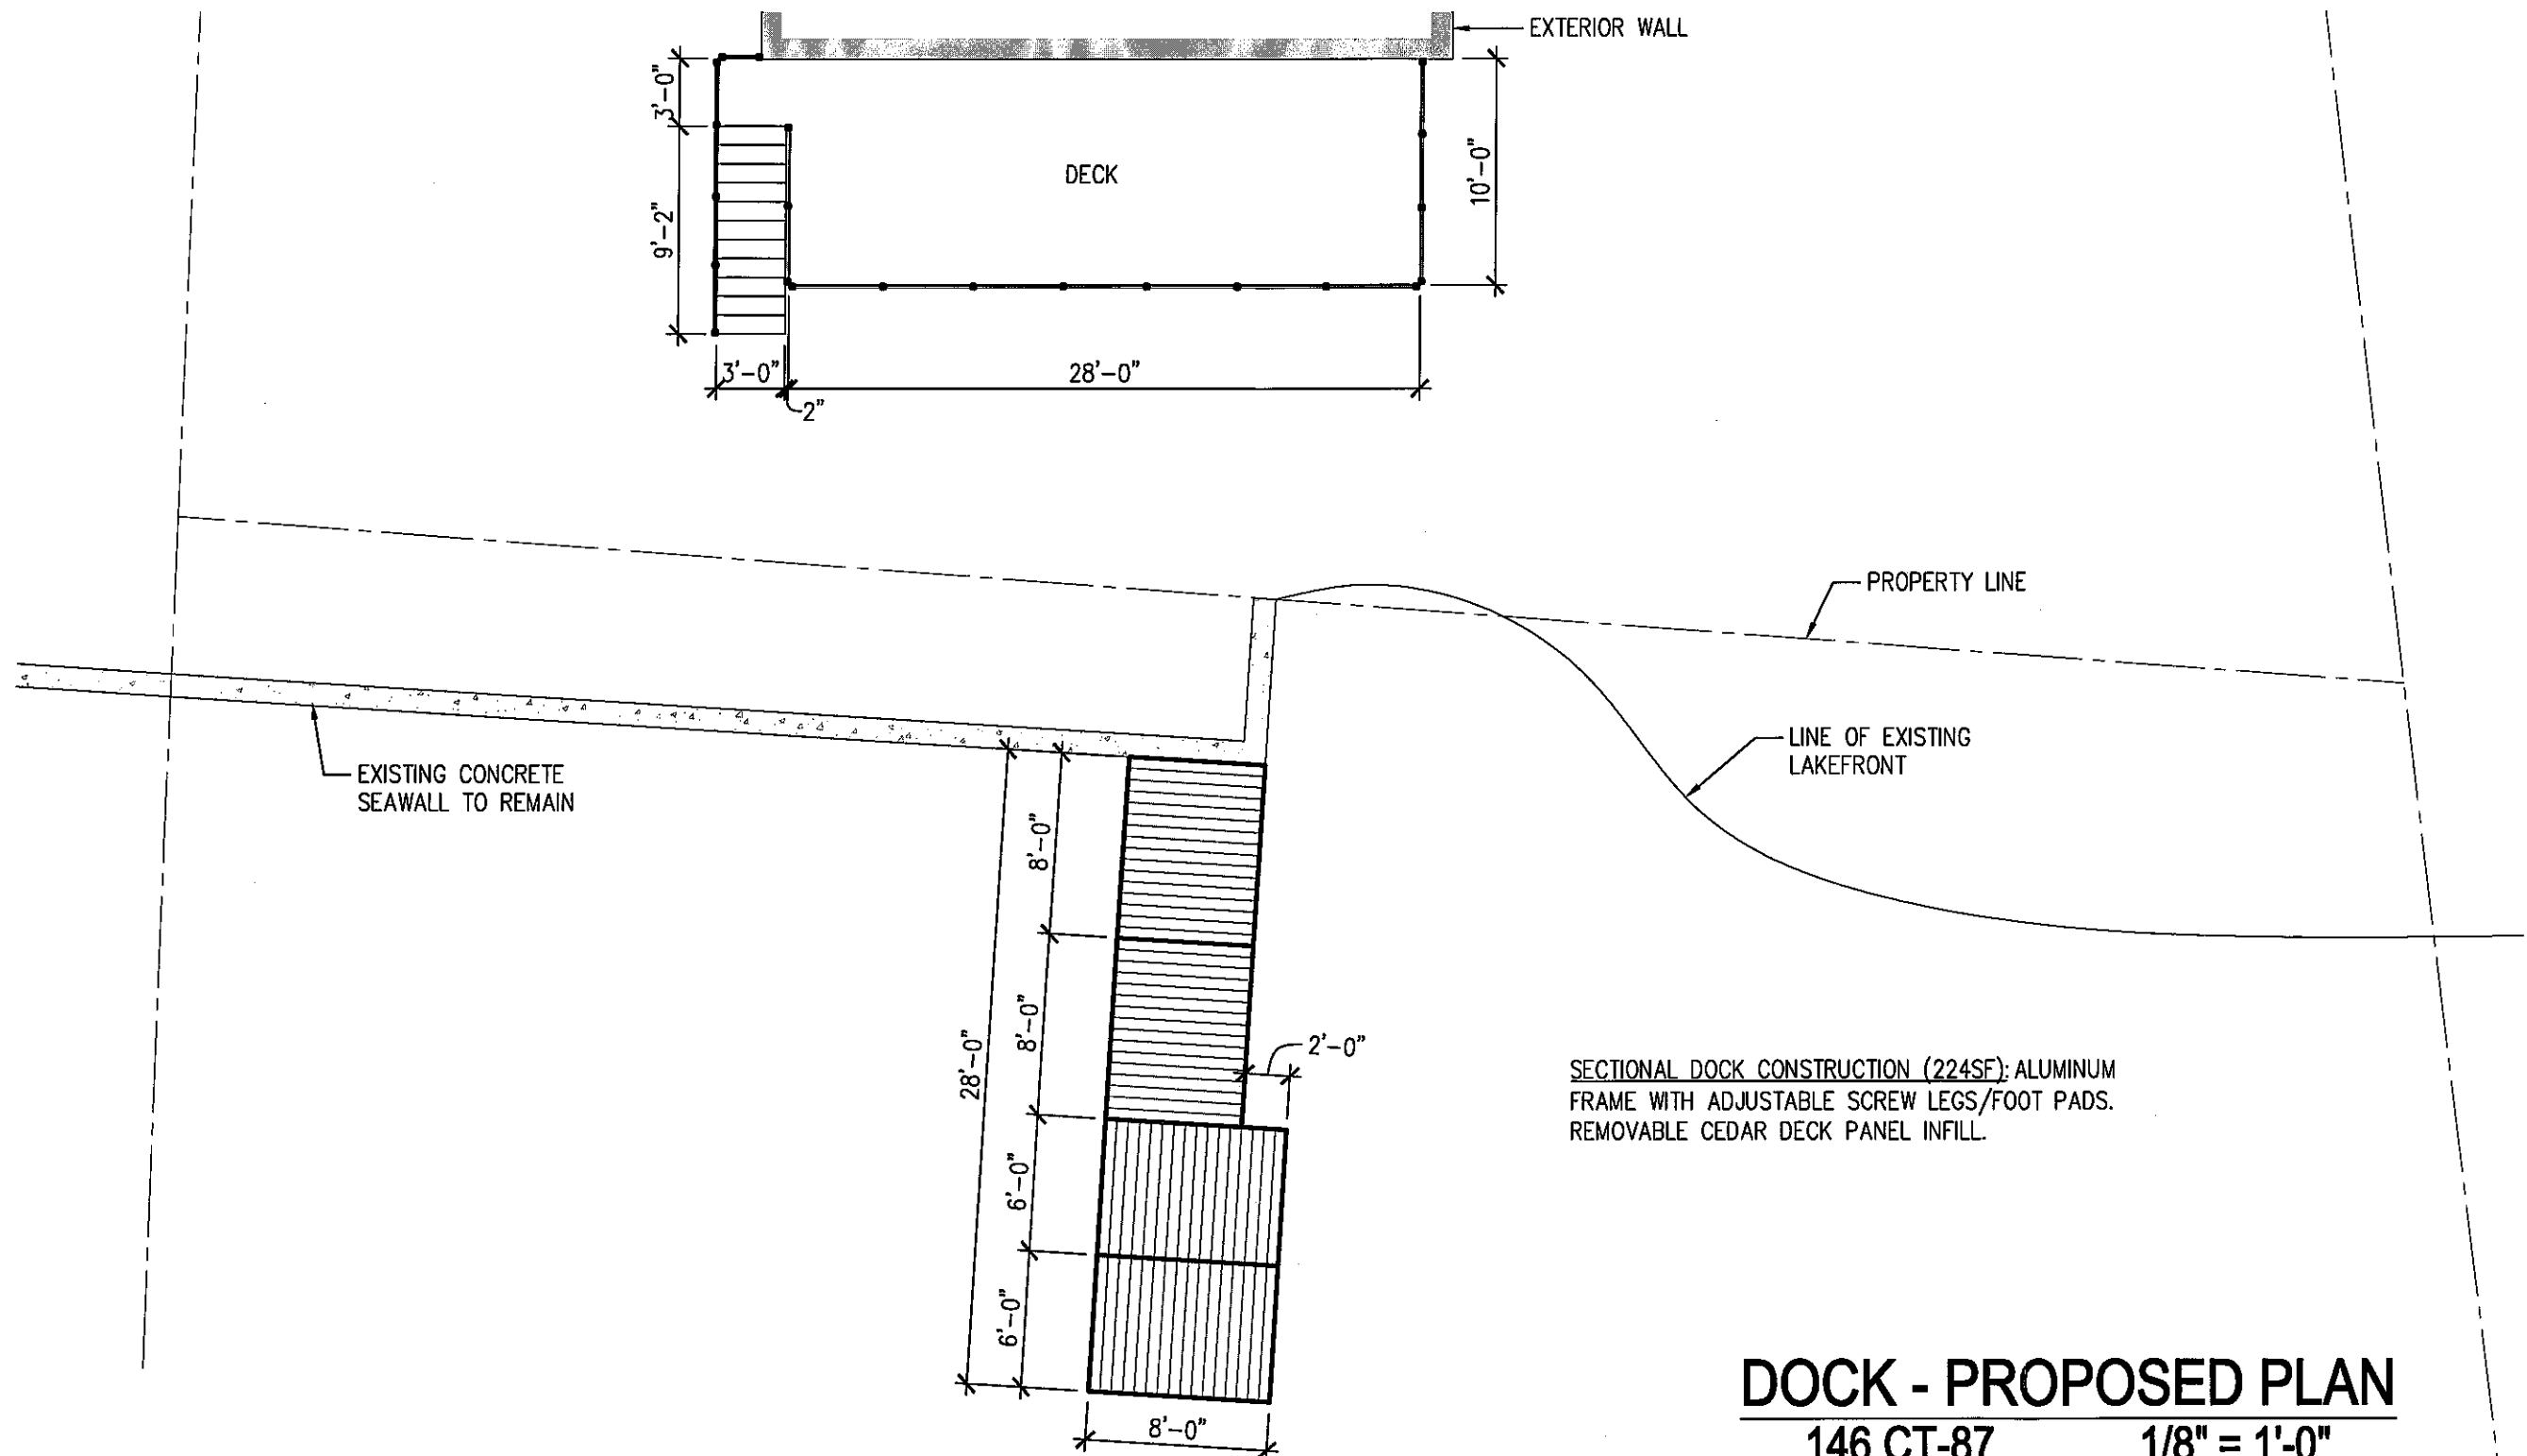 EXTERIOR WALL
3'-0"
DECK
10'-0"
9'-2"
3'-0"
28'-0"
2"
PROPERTY LINE
LINE OF EXISTING
LAKEFRONT
EXISTING CONCRETE
SEAWALL TO REMAIN
8'-0"
8'-0"
28'-0"
2'-0"
SECTIONAL DOCK CONSTRUCTION (224SF): ALUMINUM
FRAME WITH ADJUSTABLE SCREW LEGS/FOOT PADS.
REMOVABLE CEDAR DECK PANEL INFILL.
6'-0"
6'-0"
8'-0"
DOCK - PROPOSED PLAN
146 CT-87 1/8" = 1'-0"